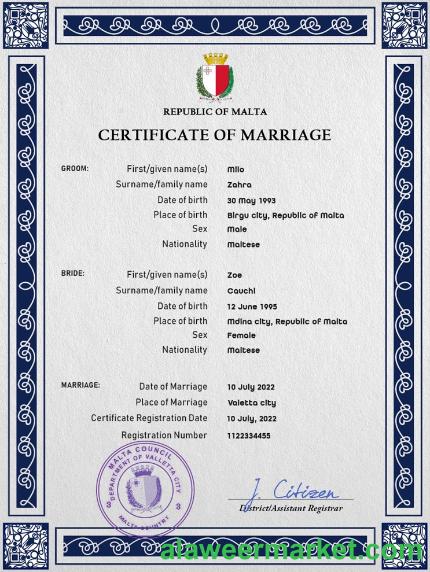 REPUBLIC OF MALTA
CERTIFICATE OF MARRIAGE
GROOM: First/given name(s) Milo
Surname/family name Zahra
Date of birth 30 May 1993
Place of birth Birgu city, Republic of Malta
Sex Male
Nationality Maltese
BRIDE: First/given name(s) Zoe
Surname/family name Cauchi
Date of birth 12 June 1995
Place of birth Mdina city, Republic of Malta
Sex Female
Nationality Maltese
MARRIAGE: Date of Marriage 10 July 2022
Place of Marriage Valetta city
Certificate Registration Date 10 July, 2022
Registration Number 1122334455
MALTA COUNCIL
DEPARTMENT OF VALLETTA CITY
J. Citizen
District/Assistant Registrar
alaweermarket.com